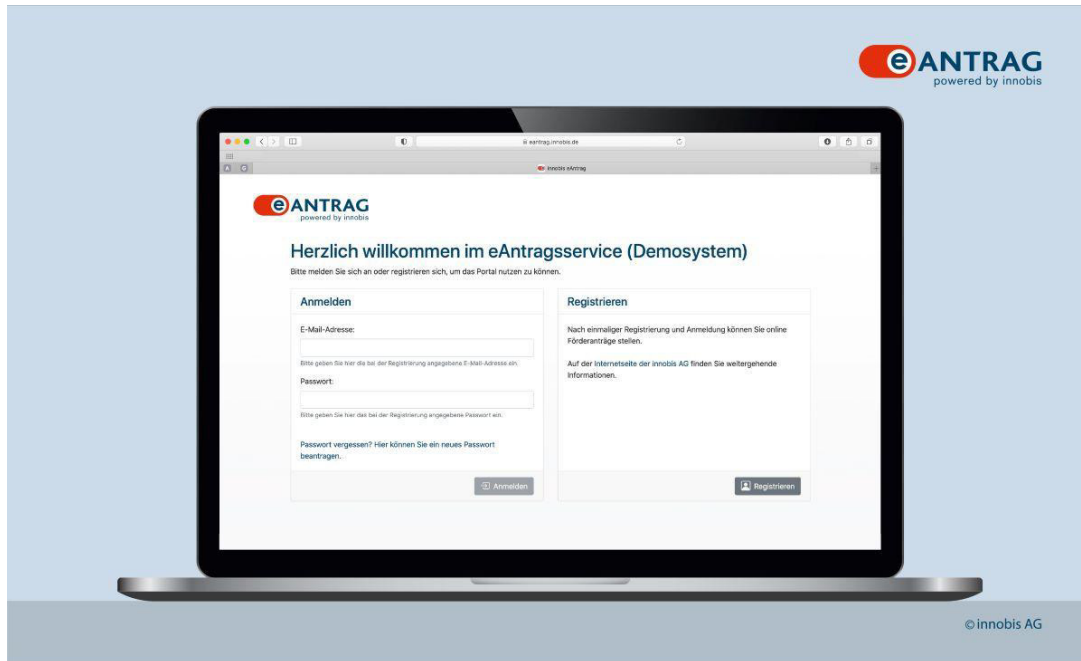 eANTRAG
powered by innobis
eantrag.innobis.de
innobis eAntrag
eANTRAG
powered by innobis
Herzlich willkommen im eAntragsservice (Demosystem)
Bitte melden Sie sich an oder registrieren sich, um das Portal nutzen zu können.
Anmelden
E-Mail-Adresse:
Bitte geben Sie hier die bei der Registrierung angegebene E-Mail-Adresse ein.
Passwort:
Bitte geben Sie hier das bei der Registrierung angegebene Passwort ein.
Passwort vergessen? Hier können Sie ein neues Passwort
beantragen.
Anmelden
Registrieren
Nach einmaliger Registrierung und Anmeldung können Sie online
Förderanträge stellen.
Auf der Internetseite der innobis AG finden Sie weitergehende
Informationen.
Registrieren
© innobis AG